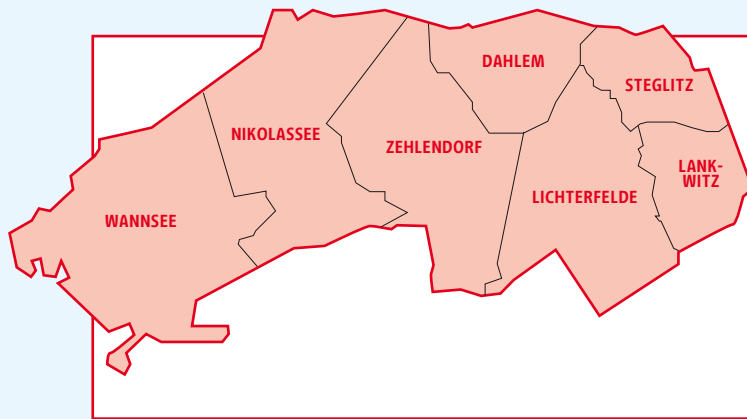 DAHLEM
STEGLITZ
NIKOLASSEE
ZEHLENDORF
LANK-
WITZ
LICHTERFELDE
WANNSEE